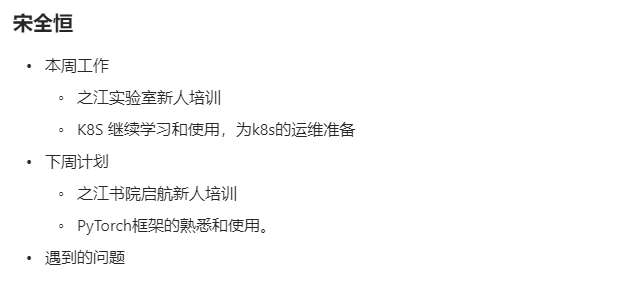 宋全恒
• 本周工作
◦ 之江实验室新人培训
◦ K8S 继续学习和使用，为k8s的运维准备
• 下周计划
◦ 之江书院启航新人培训
◦ PyTorch框架的熟悉和使用。
• 遇到的问题